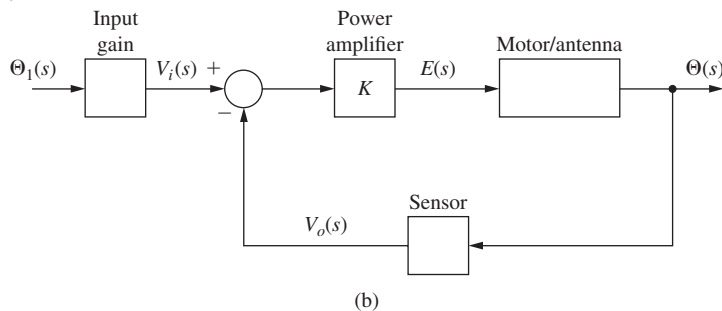 Input
gain
Power
amplifier
Motor/antenna
Θ₁(s)
Vᵢ(s)
+
−
K
E(s)
Θ(s)
Sensor
Vₒ(s)
(b)